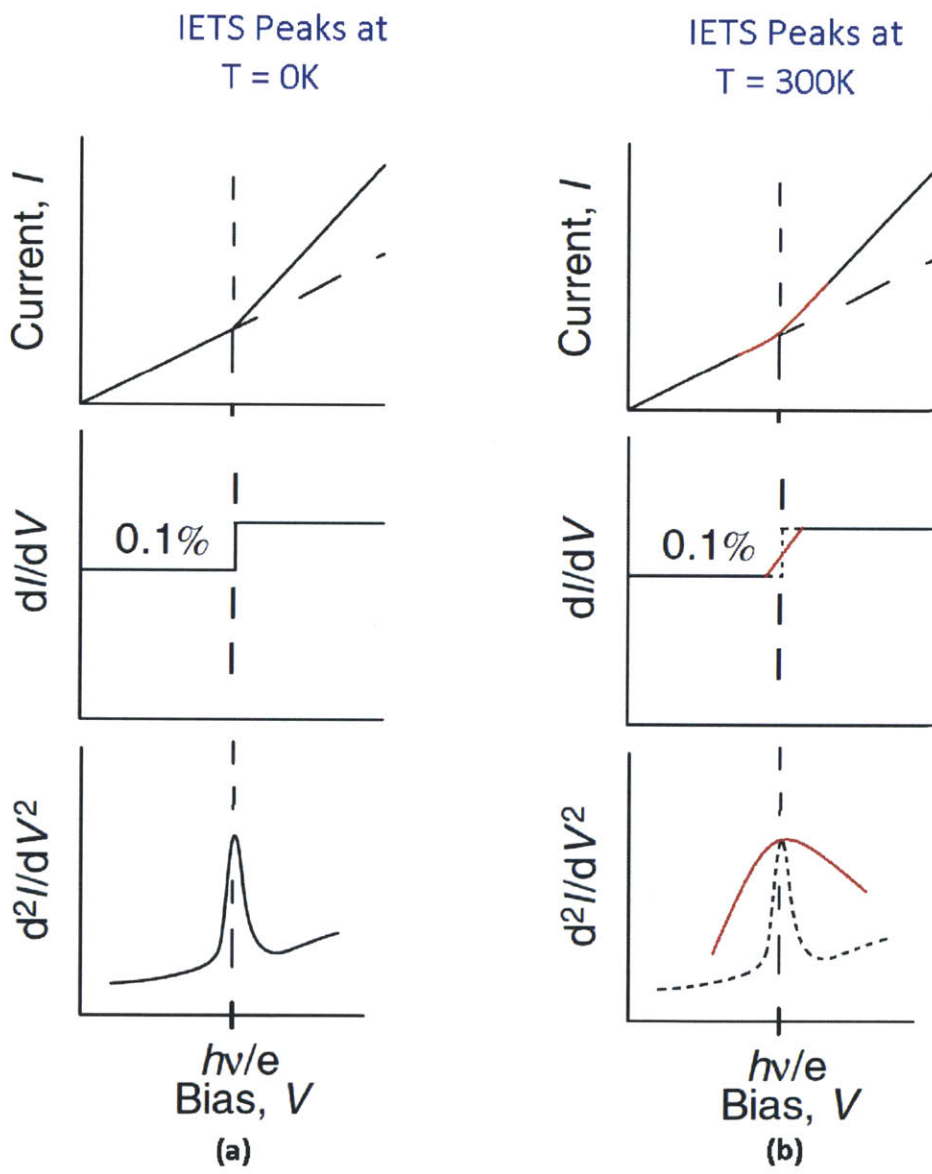 IETS Peaks at
T = 0K
Current, I
dI/dV
0.1%
d²I/dV²
hν/e
Bias, V
(a)
IETS Peaks at
T = 300K
Current, I
dI/dV
0.1%
d²I/dV²
hν/e
Bias, V
(b)